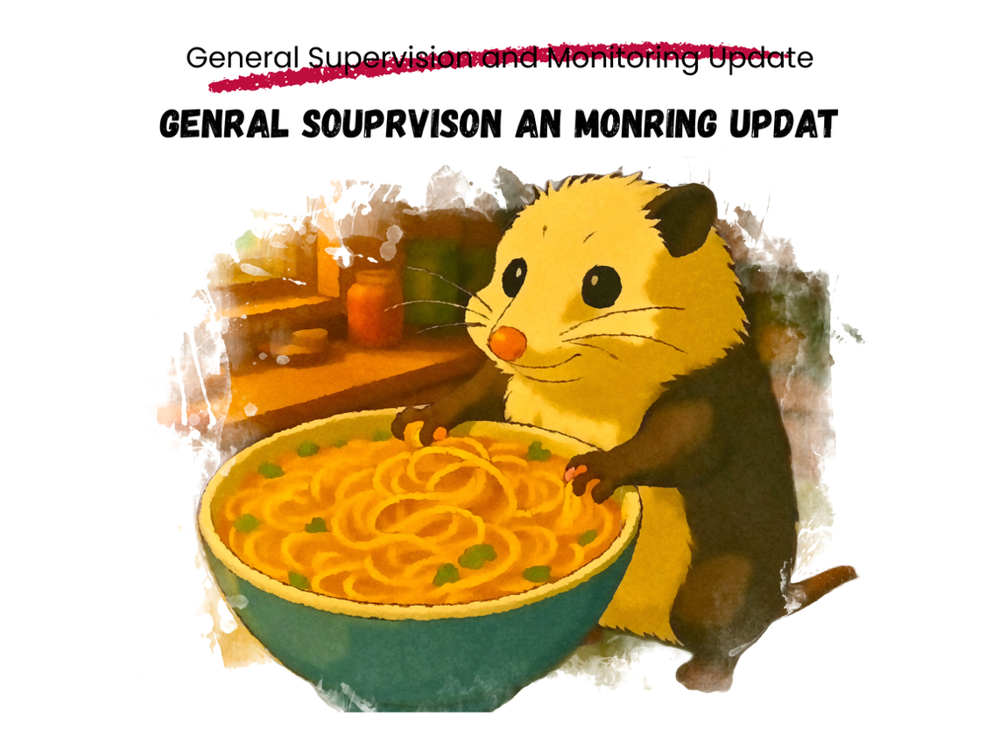 General Supervision and Monitoring Update
GENRAL SOUPRVISON AN MONRING UPDAT